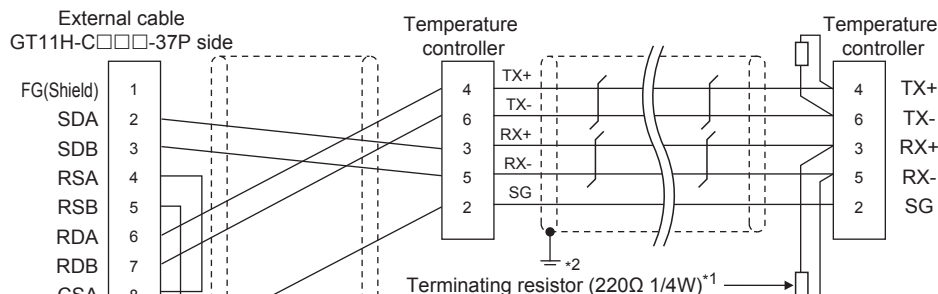 External cable
GT11H-C□□□-37P side
Temperature
controller
Temperature
controller
FG(Shield) 1
SDA 2
SDB 3
RSA 4
RSB 5
RDA 6
RDB 7
CSA 8
4 TX+
6 TX-
3 RX+
5 RX-
2 SG
4 TX+
6 TX-
3 RX+
5 RX-
2 SG
*2
Terminating resistor (220Ω 1/4W)*1